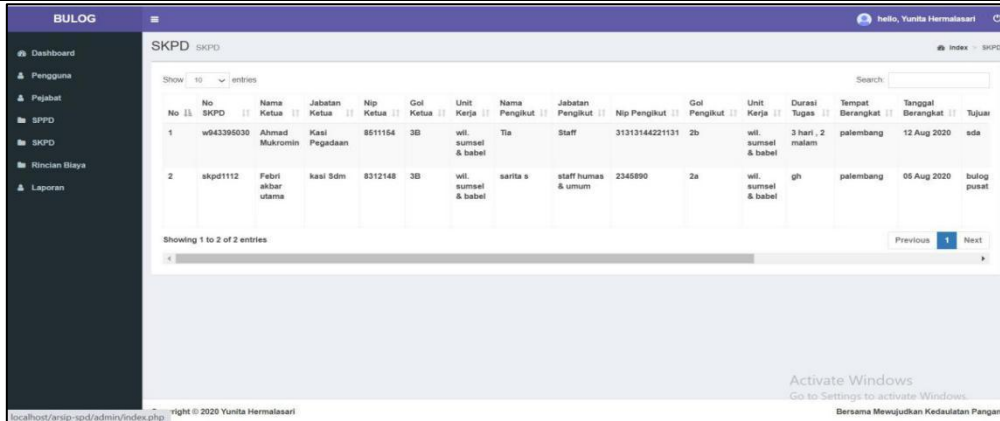 BULOG
hello, Yunita Hermalasari
Dashboard
Pengguna
Pejabat
SPPD
SKPD
Rincian Biaya
Laporan
SKPD SKPD
Index - SKPD
Show 10 entries
Search:
No No SKPD Nama Ketua Jabatan Ketua Nip Ketua Gol Ketua Unit Kerja Nama Pengikut Jabatan Pengikut Nip Pengikut Gol Pengikut Unit Kerja Durasi Tugas Tempat Berangkat Tanggal Berangkat Tujuan
1 w943395030 Ahmad Mukromin Kasi Pegadaan 8511154 3B wil. sumsel & babel Tia Staff 31313144221131 2b wil. sumsel & babel 3 hari , 2 malam palembang 12 Aug 2020 sda
2 skpd1112 Febri akbar utama kasi Sdm 8312148 3B wil. sumsel & babel sarita s staff humas & umum 2345890 2a wil. sumsel & babel gh palembang 05 Aug 2020 bulog pusat
Showing 1 to 2 of 2 entries
Previous 1 Next
Activate Windows
Go to Settings to activate Windows.
right © 2020 Yunita Hermalasari
Bersama Mewujudkan Kedaulatan Pangan
localhost/arsip-spd/admin/index.php